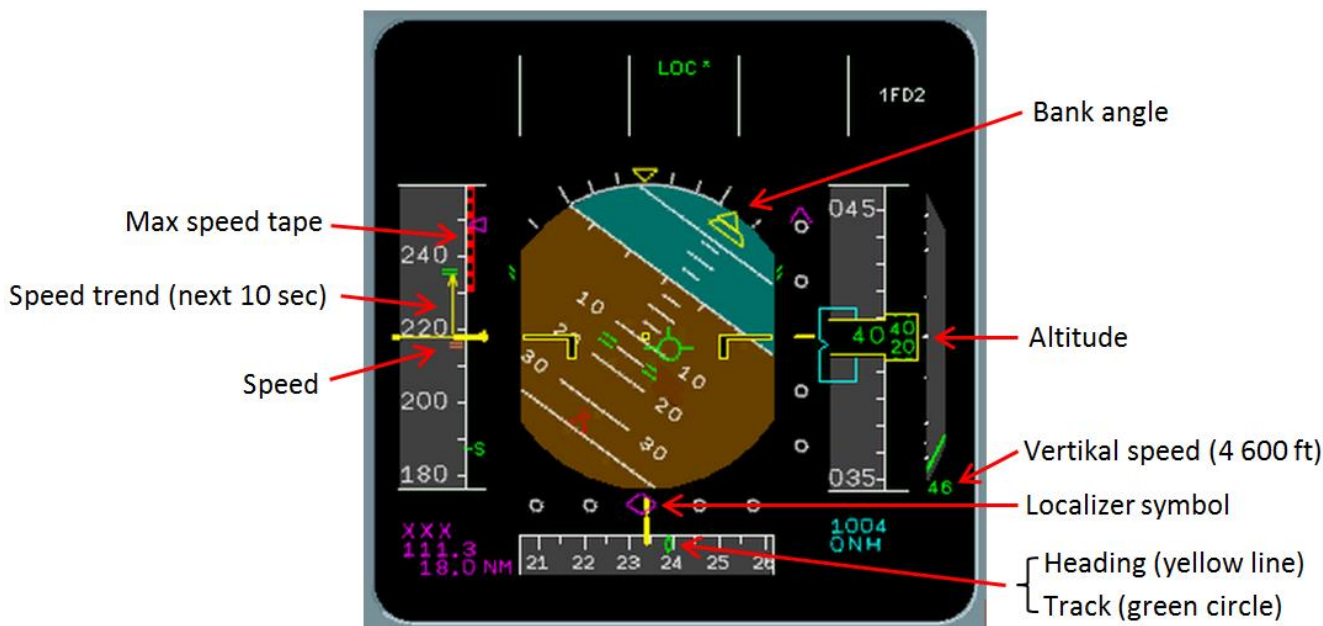 LOC*
1FD2
Bank angle
Max speed tape
045
240
Speed trend (next 10 sec)
10
220
20
40 40
20
Altitude
Speed
30
10
200
20
S
30
180
035
Vertikal speed (4 600 ft)
46
Localizer symbol
XXX
111.3
18.0 NM
1004
QNH
21 22 23 24 25 26
Heading (yellow line)
Track (green circle)